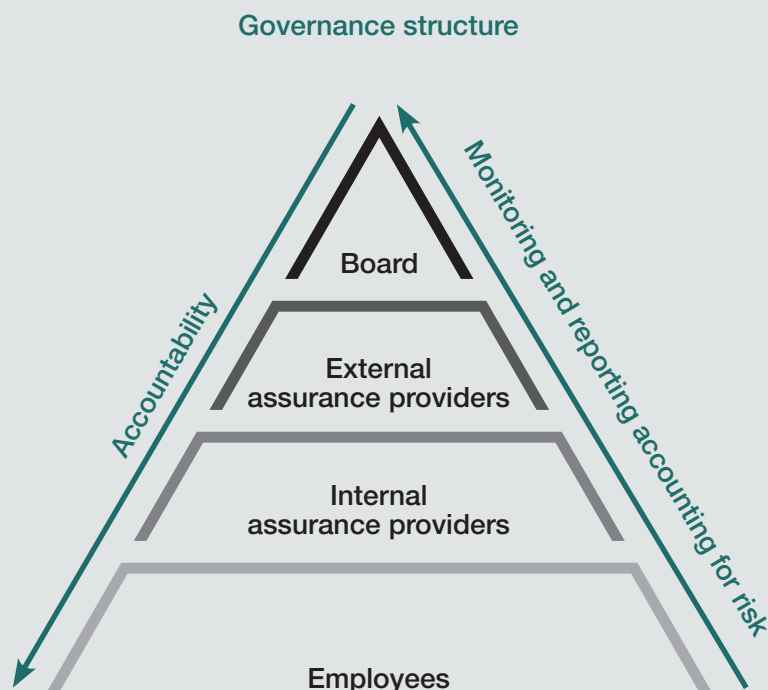 Governance structure
Accountability
Monitoring and reporting accounting for risk
Board
External
assurance providers
Internal
assurance providers
Employees